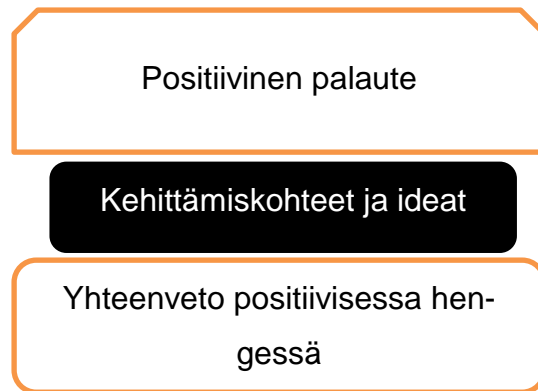 Positiivinen palaute
Kehittämiskohteet ja ideat
Yhteenveto positiivisessa hen-
gessä